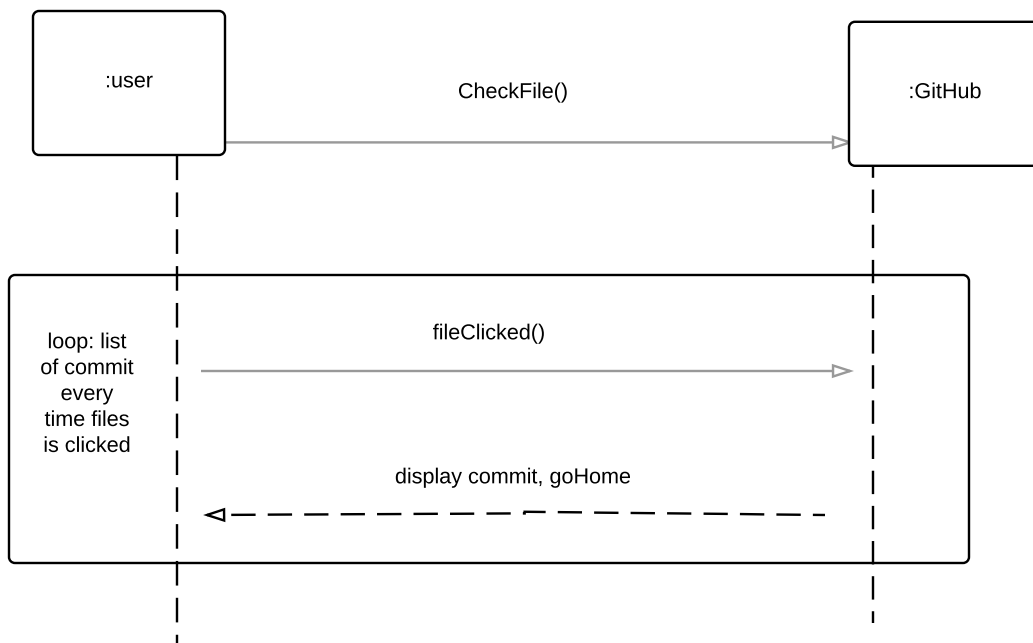 :user
CheckFile()
:GitHub
fileClicked()
loop: list
of commit
every
time files
is clicked
display commit, goHome